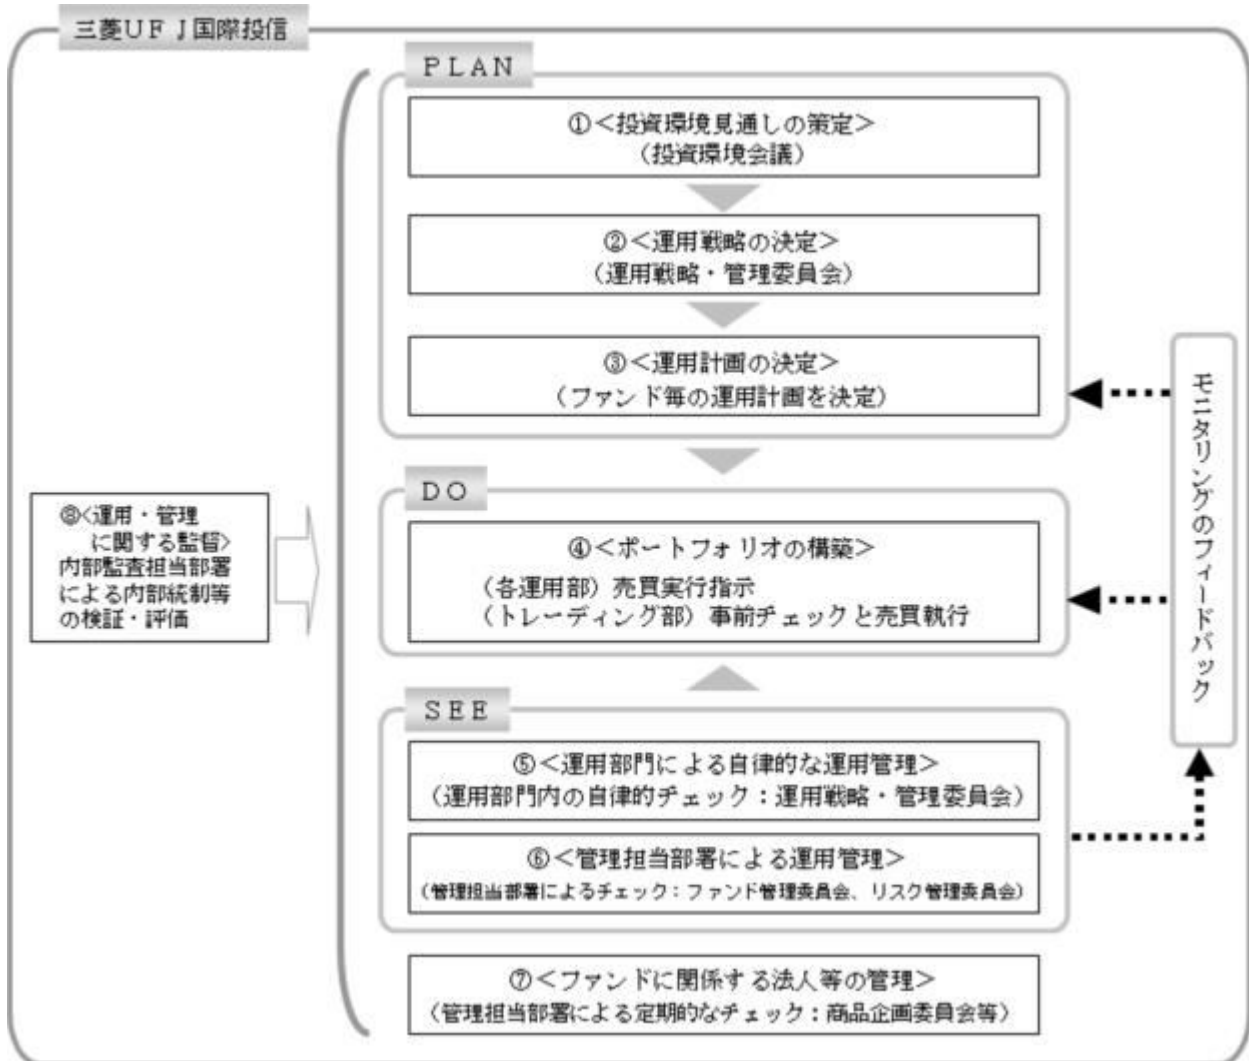 三菱ＵＦＪ国際投信
ＰＬＡＮ
①＜投資環境見通しの策定＞
（投資環境会議）
②＜運用戦略の決定＞
（運用戦略・管理委員会）
③＜運用計画の決定＞
（ファンド毎の運用計画を決定）
ＤＯ
④＜ポートフォリオの構築＞
（各運用部）売買実行指示
（トレーディング部）事前チェックと売買執行
ＳＥＥ
⑤＜運用部門による自律的な運用管理＞
（運用部門内の自律的チェック：運用戦略・管理委員会）
⑥＜管理担当部署による運用管理＞
（管理担当部署によるチェック：ファンド管理委員会、リスク管理委員会）
⑦＜ファンドに関係する法人等の管理＞
（管理担当部署による定期的なチェック：商品企画委員会等）
⑧＜運用・管理
に関する監督＞
内部監査担当部署
による内部統制等
の検証・評価
モニタリングのフィードバック